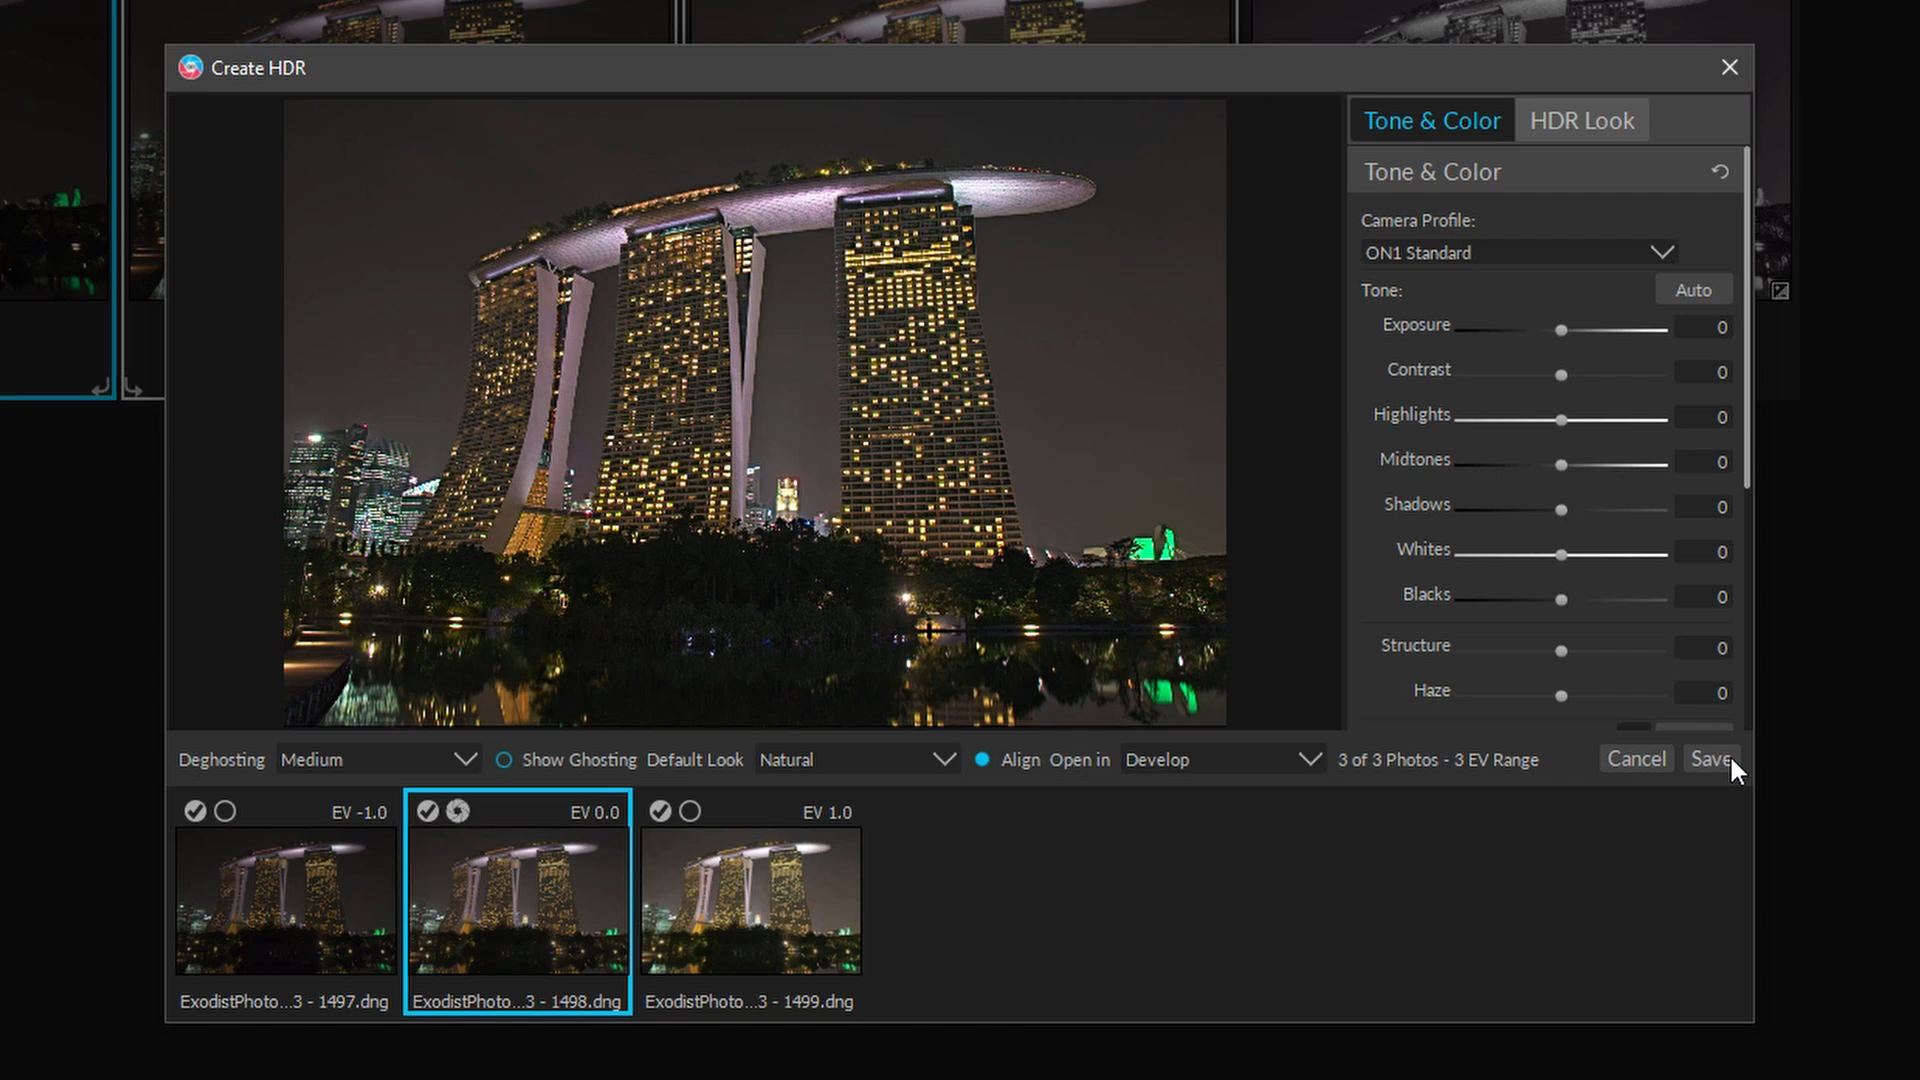 Create HDR
Tone & Color
HDR Look
Tone & Color
Camera Profile:
ON1 Standard
Tone:
Auto
Exposure 0
Contrast 0
Highlights 0
Midtones 0
Shadows 0
Whites 0
Blacks 0
Structure 0
Haze 0
Deghosting Medium Show Ghosting Default Look Natural Align Open in Develop 3 of 3 Photos - 3 EV Range Cancel Save
EV -1.0
EV 0.0
EV 1.0
ExodistPhoto...3 - 1497.dng
ExodistPhoto...3 - 1498.dng
ExodistPhoto...3 - 1499.dng